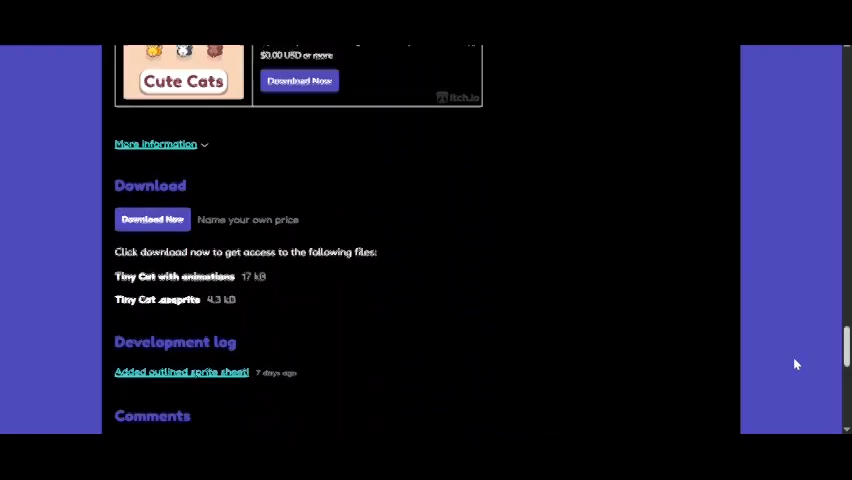 $0.00 USD or more
Cute Cats
Download Now
itch.io
More information
Download
Download Now Name your own price
Click download now to get access to the following files:
Tiny Cat with animations 17 kB
Tiny Cat .aseprite 4.3 kB
Development log
Added outlined sprite sheet! 7 days ago
Comments